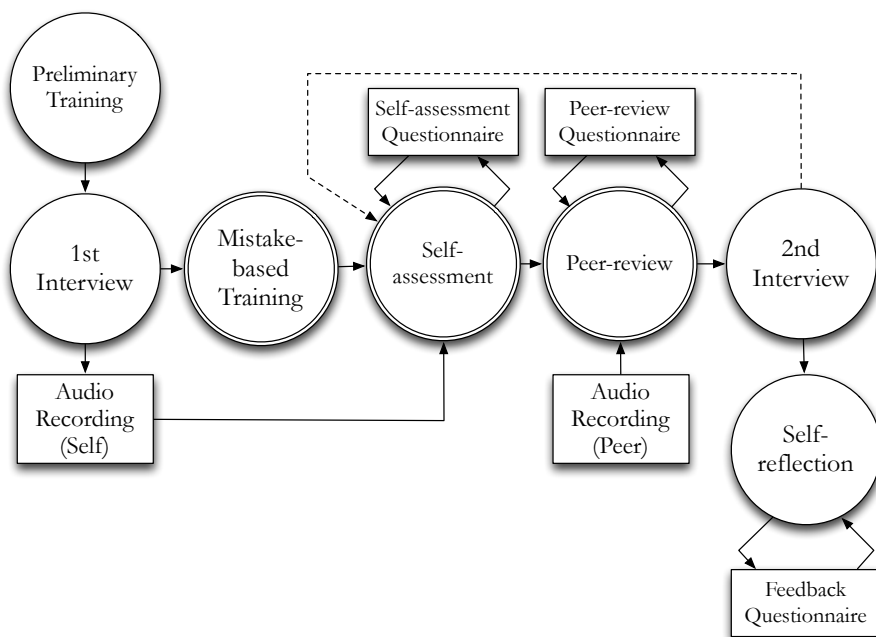 Preliminary
Training
Self-assessment
Questionnaire
Peer-review
Questionnaire
1st
Interview
Mistake-
based
Training
Self-
assessment
Peer-review
2nd
Interview
Audio
Recording
(Self)
Audio
Recording
(Peer)
Self-
reflection
Feedback
Questionnaire